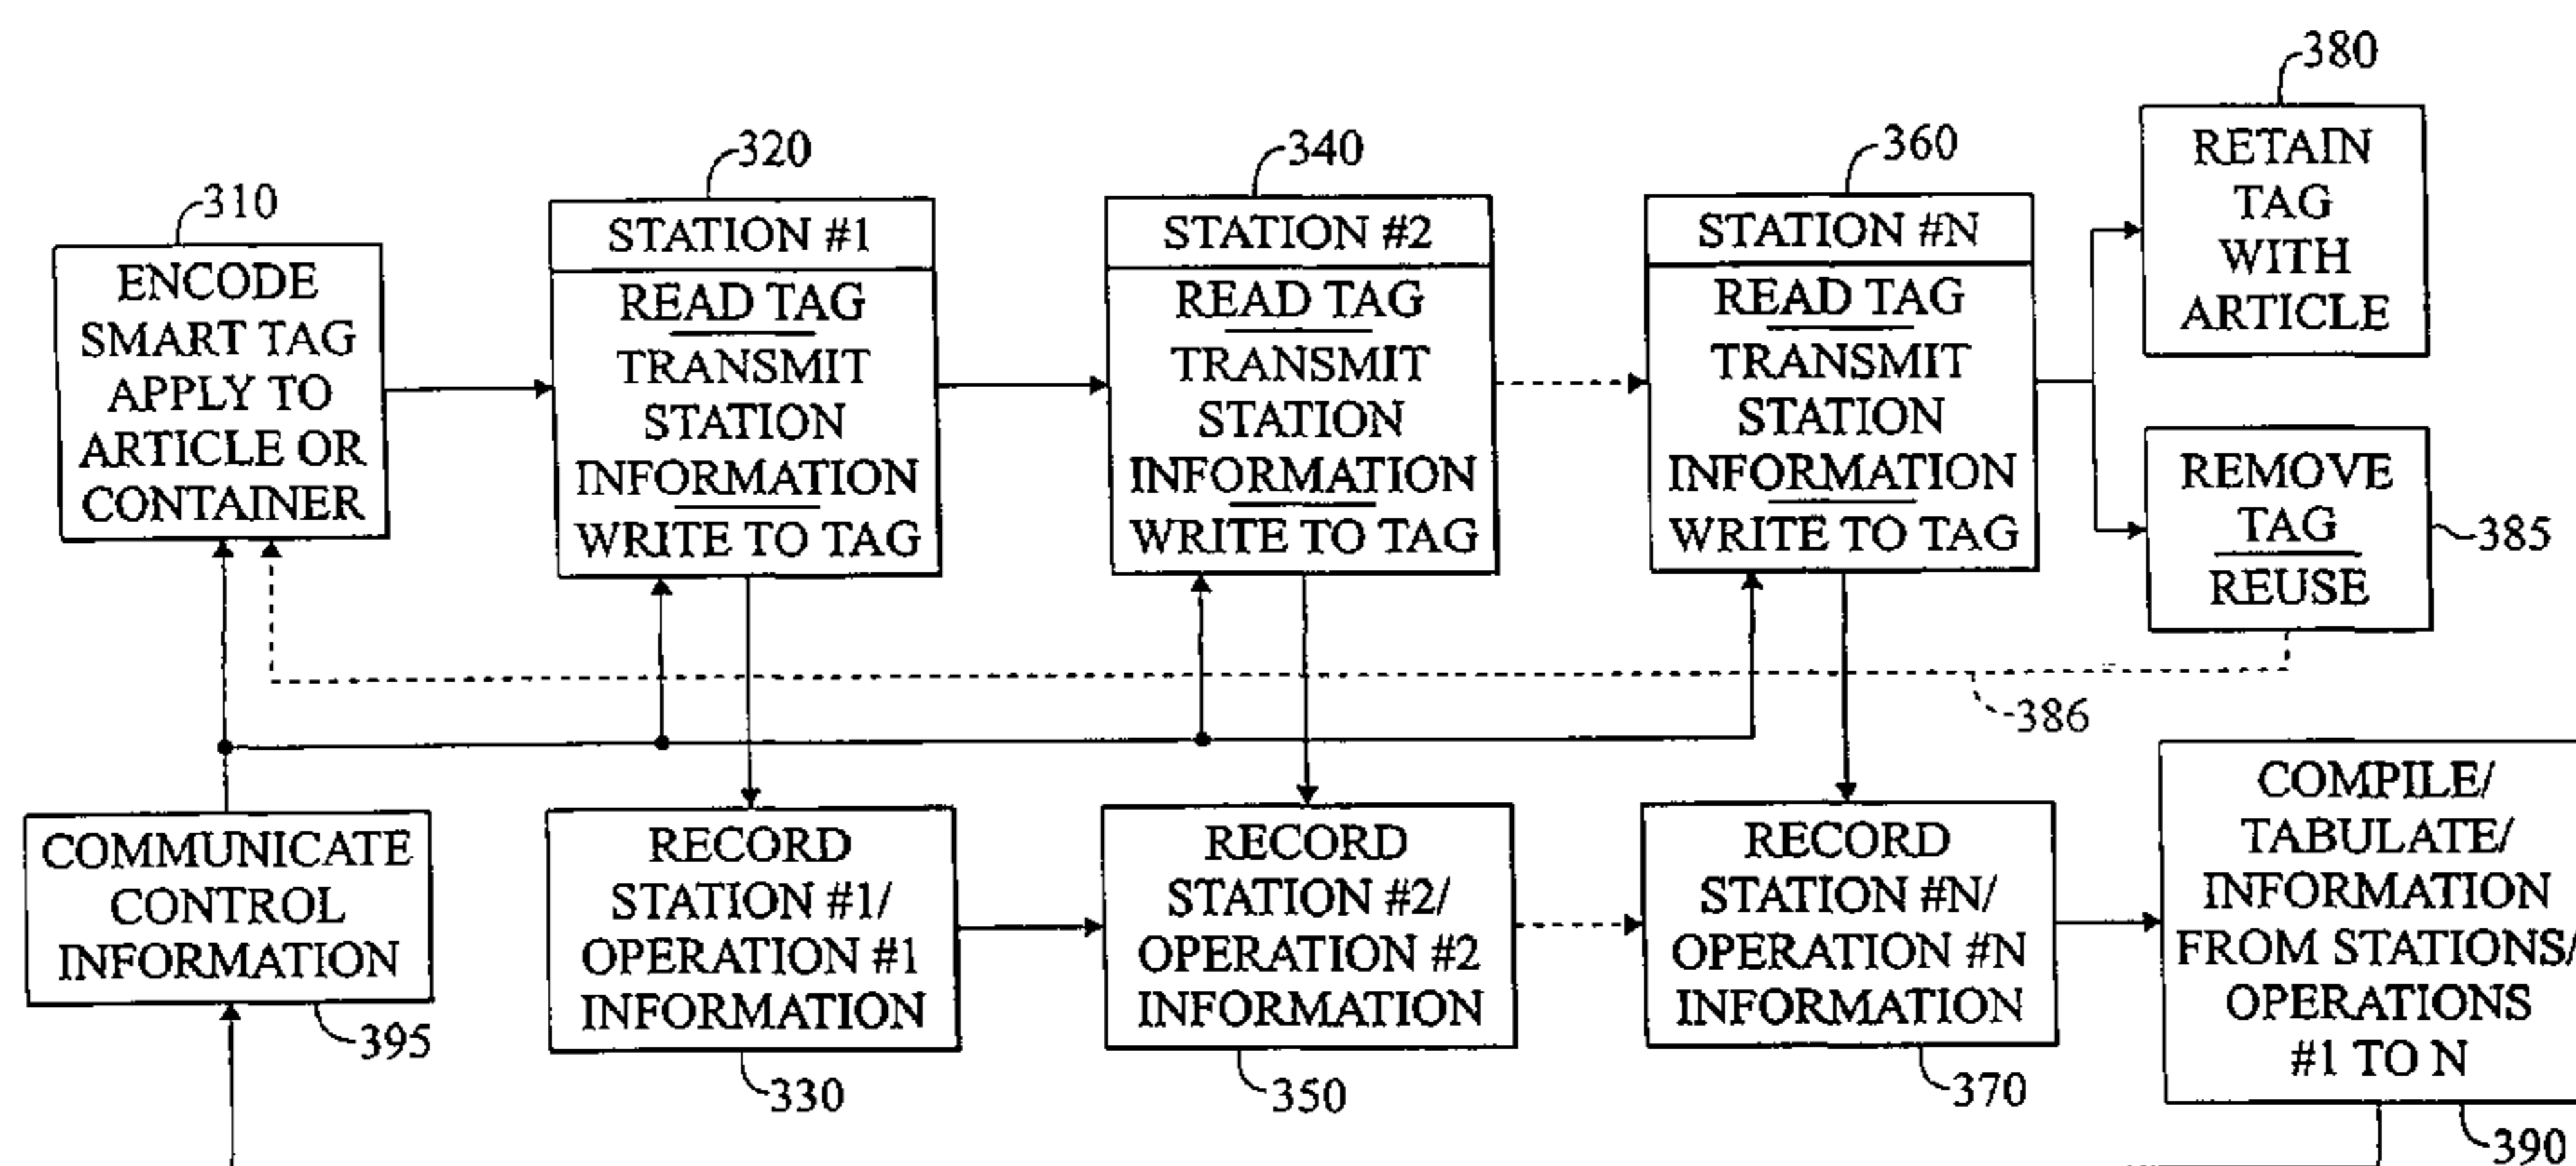 310
ENCODE
SMART TAG
APPLY TO
ARTICLE OR
CONTAINER
320
STATION #1
READ TAG
TRANSMIT
STATION
INFORMATION
WRITE TO TAG
340
STATION #2
READ TAG
TRANSMIT
STATION
INFORMATION
WRITE TO TAG
360
STATION #N
READ TAG
TRANSMIT
STATION
INFORMATION
WRITE TO TAG
380
RETAIN
TAG
WITH
ARTICLE
REMOVE
TAG
REUSE
385
386
COMMUNICATE
CONTROL
INFORMATION
395
RECORD
STATION #1/
OPERATION #1
INFORMATION
330
RECORD
STATION #2/
OPERATION #2
INFORMATION
350
RECORD
STATION #N/
OPERATION #N
INFORMATION
370
COMPILE/
TABULATE/
INFORMATION
FROM STATIONS/
OPERATIONS
#1 TO N
390